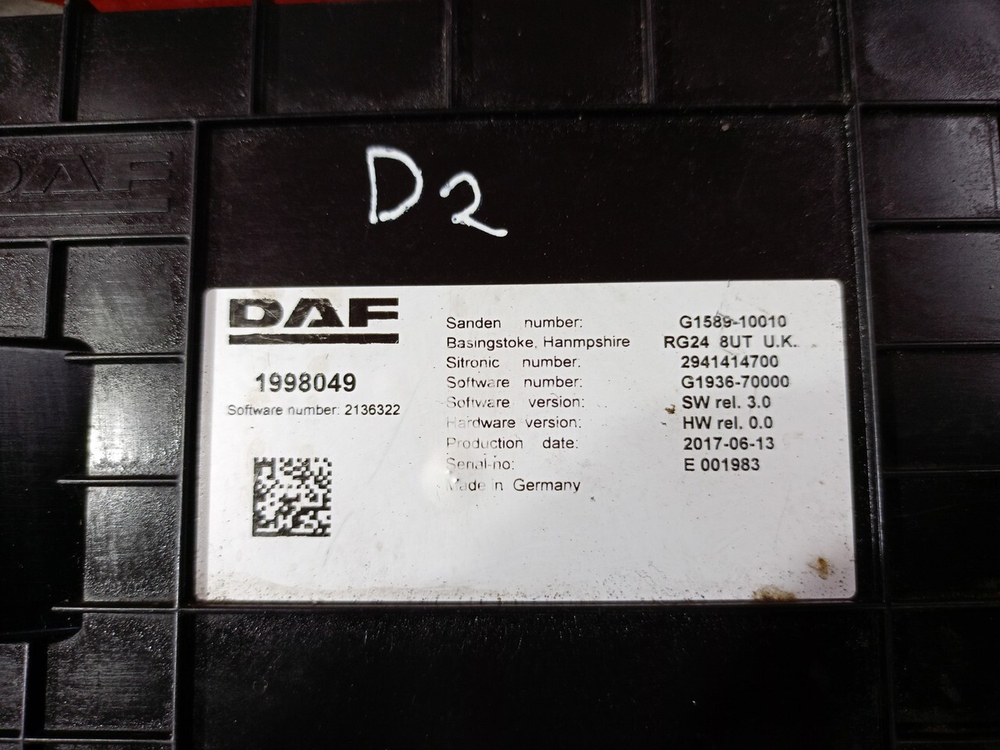 DAF
D2
DAF
1998049
Software number: 2136322
Sanden number: G1589-10010
Basingstoke, Hanmpshire RG24 8UT U.K.
Sitronic number: 2941414700
Software number: G1936-70000
Software version: SW rel. 3.0
Hardware version: HW rel. 0.0
Production date: 2017-06-13
Serial-no: E 001983
Made in Germany